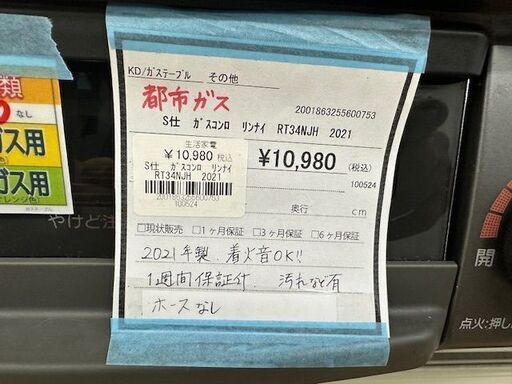 KD/ガステーブル その他
都市ガス
2001863255600753
S仕 ガスコンロ リンナイ RT34NJH 2021
生活家電
¥10,980 税込
S仕 ガスコンロ リンナイ
RT34NJH 2021
2001863255600753
100524
¥10,980 (税込)
100524
奥行 cm
□現状販売 □1ヶ月保証 □3ヶ月保証 □6ヶ月保証
2021年製. 着火音OK!!
1週間保証付. 汚れなど有
ホースなし
類
なし
ガス用
ガス用
やけど注
開
点火:押し